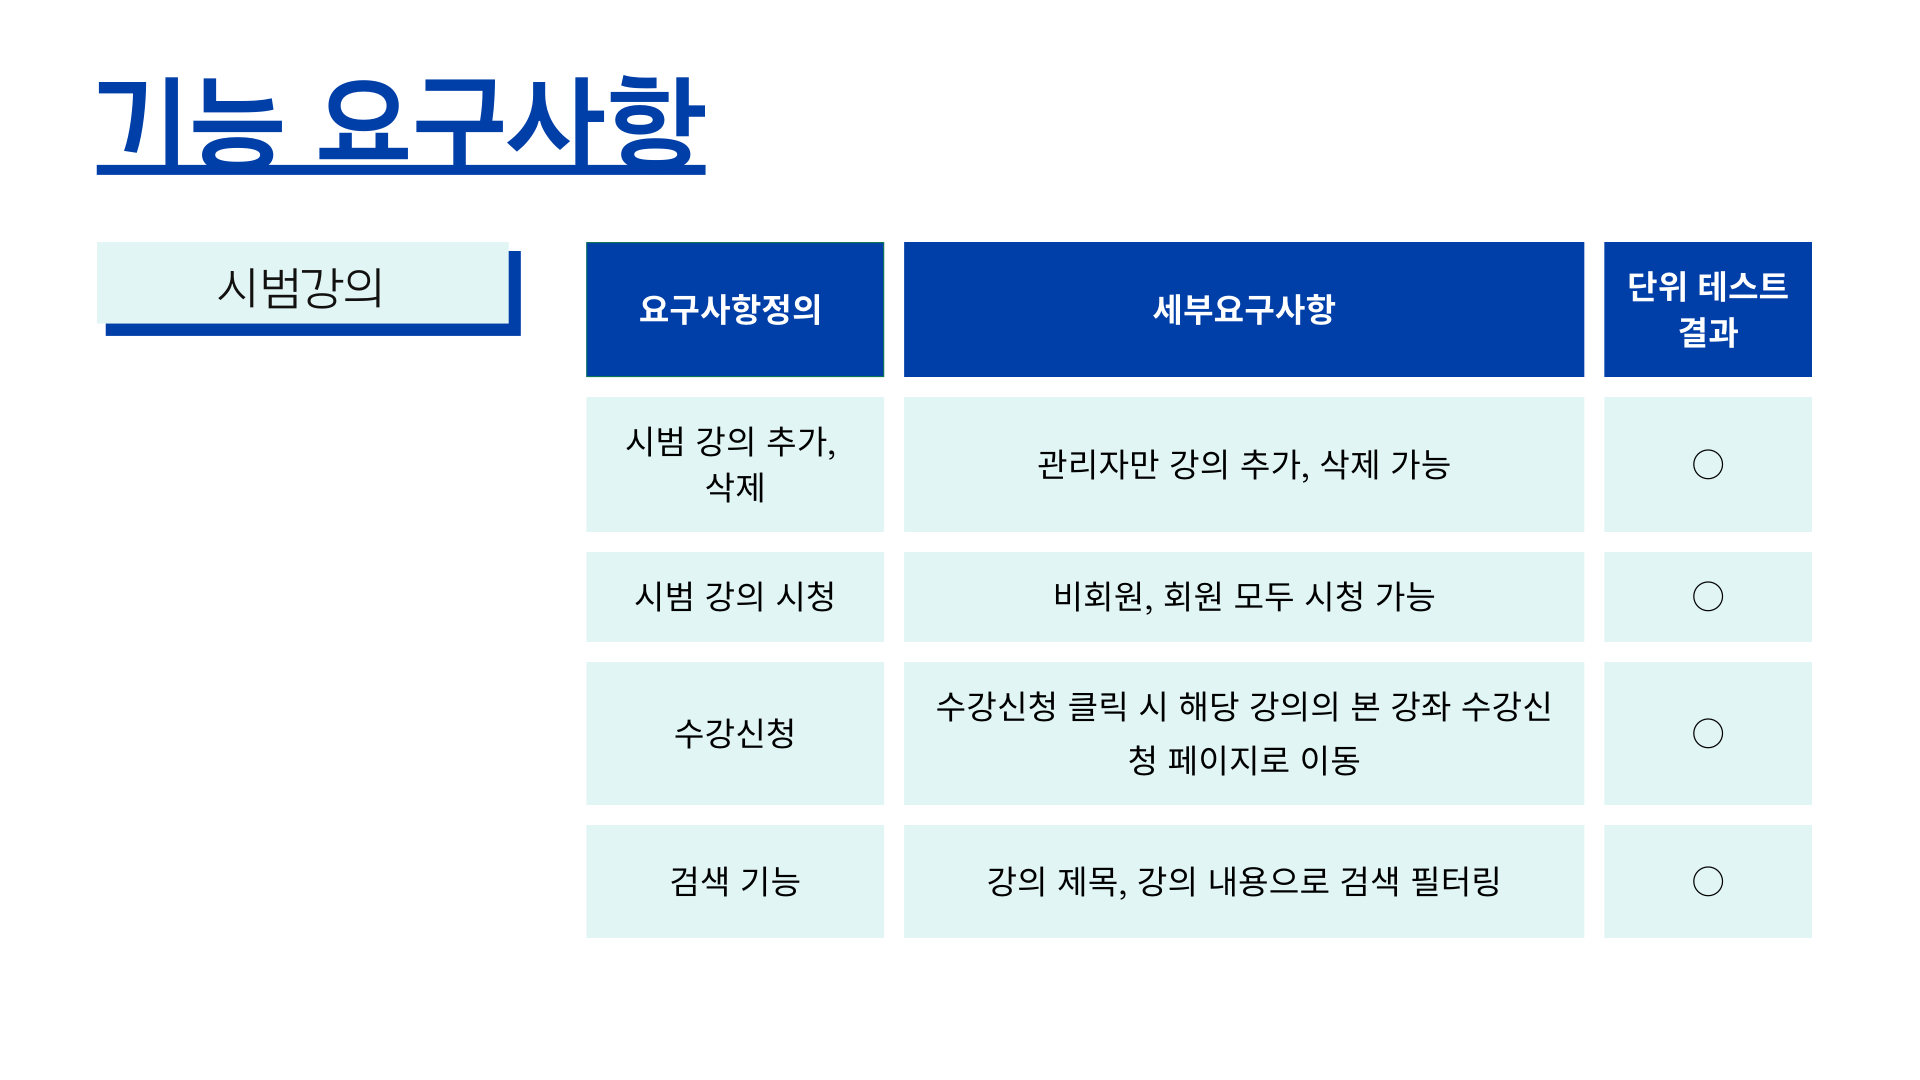 기능 요구사항
시범강의
요구사항정의
세부요구사항
단위 테스트
결과
시범 강의 추가,
삭제
관리자만 강의 추가, 삭제 가능
○
시범 강의 시청
비회원, 회원 모두 시청 가능
○
수강신청
수강신청 클릭 시 해당 강의의 본 강좌 수강신
청 페이지로 이동
○
검색 기능
강의 제목, 강의 내용으로 검색 필터링
○